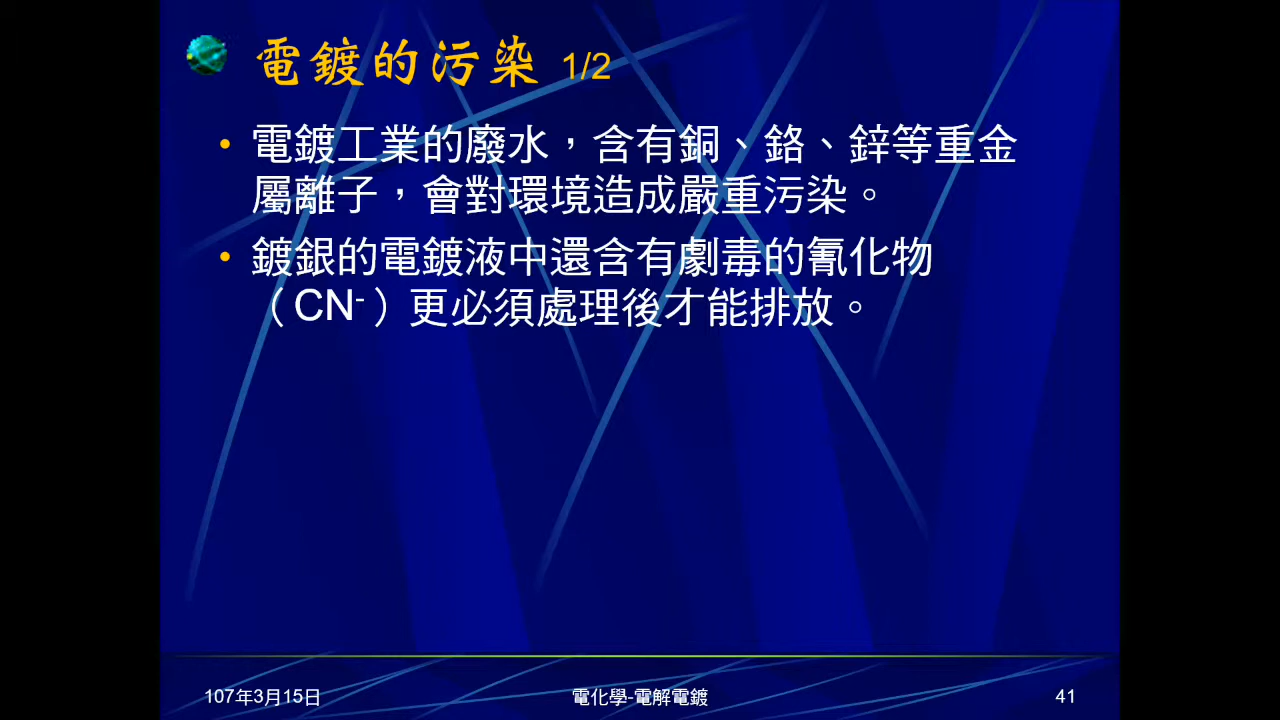 電鍍的污染 1/2
• 電鍍工業的廢水，含有銅、鉻、鋅等重金
屬離子，會對環境造成嚴重污染。
• 鍍銀的電鍍液中還含有劇毒的氰化物
（CN⁻）更必須處理後才能排放。
107年3月15日
電化學-電解電鍍
41